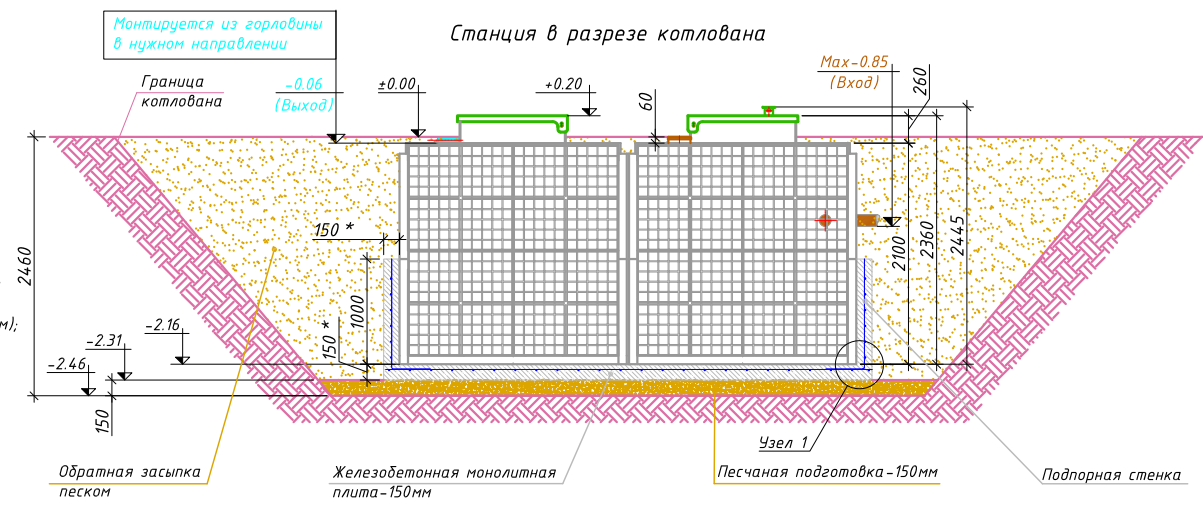 Монтируется из горловины
в нужном направлении
Станция в разрезе котлована
Граница
котлована
-0.06
(Выход)
±0.00
+0.20
60
Max-0.85
(Вход)
260
2460
150 *
1000
150 *
2100
2360
2445
м);
-2.16
-2.31
-2.46
150
Узел 1
Обратная засыпка
песком
Железобетонная монолитная
плита-150мм
Песчаная подготовка-150мм
Подпорная стенка